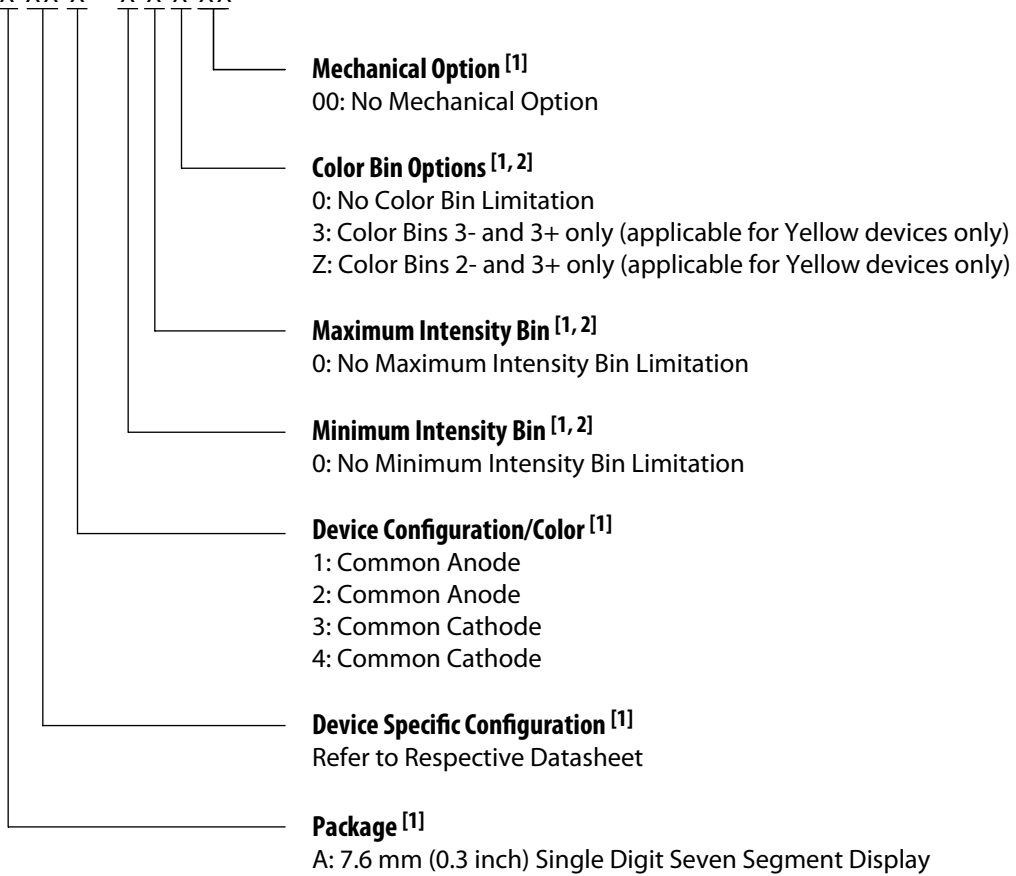 Mechanical Option [1]
00: No Mechanical Option
Color Bin Options [1, 2]
0: No Color Bin Limitation
3: Color Bins 3- and 3+ only (applicable for Yellow devices only)
Z: Color Bins 2- and 3+ only (applicable for Yellow devices only)
Maximum Intensity Bin [1, 2]
0: No Maximum Intensity Bin Limitation
Minimum Intensity Bin [1, 2]
0: No Minimum Intensity Bin Limitation
Device Configuration/Color [1]
1: Common Anode
2: Common Anode
3: Common Cathode
4: Common Cathode
Device Specific Configuration [1]
Refer to Respective Datasheet
Package [1]
A: 7.6 mm (0.3 inch) Single Digit Seven Segment Display